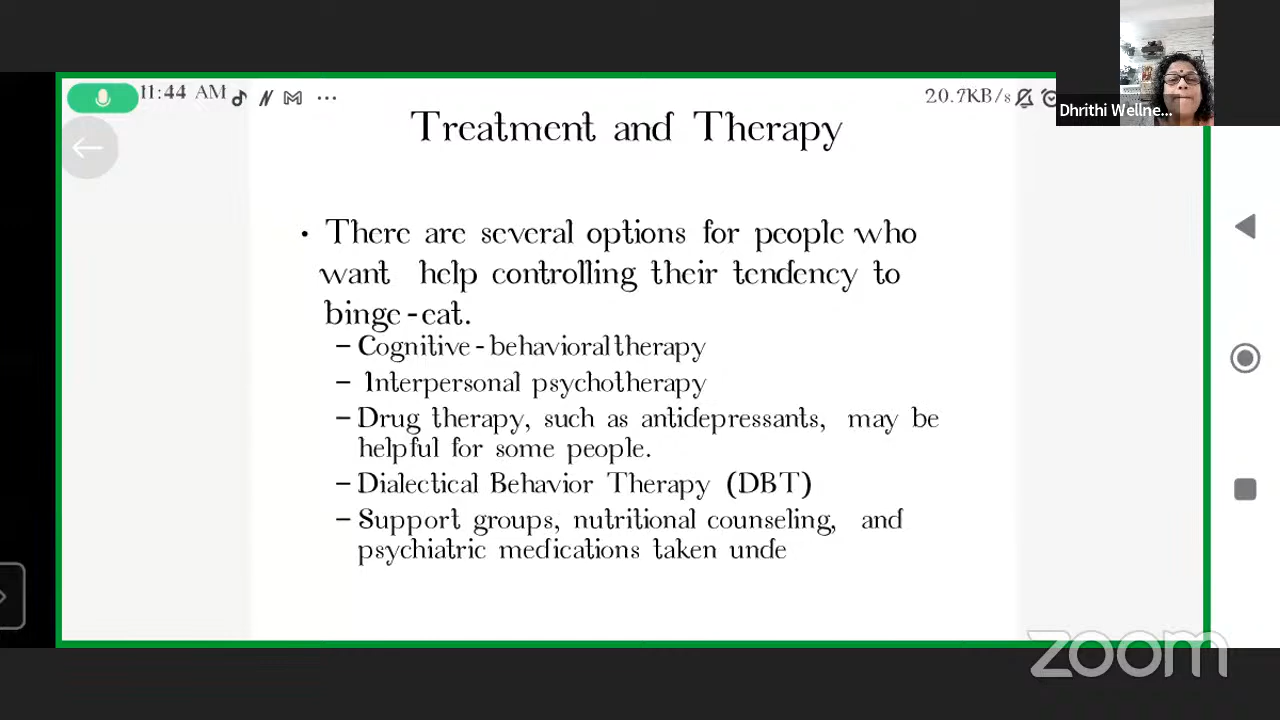 11:44 AM
20.7KB/s
Dhrithi Wellne...
Treatment and Therapy
• There are several options for people who
want help controlling their tendency to
binge-eat.
– Cognitive-behavioral therapy
– Interpersonal psychotherapy
– Drug therapy, such as antidepressants, may be
helpful for some people.
– Dialectical Behavior Therapy (DBT)
– Support groups, nutritional counseling, and
psychiatric medications taken unde
zoom